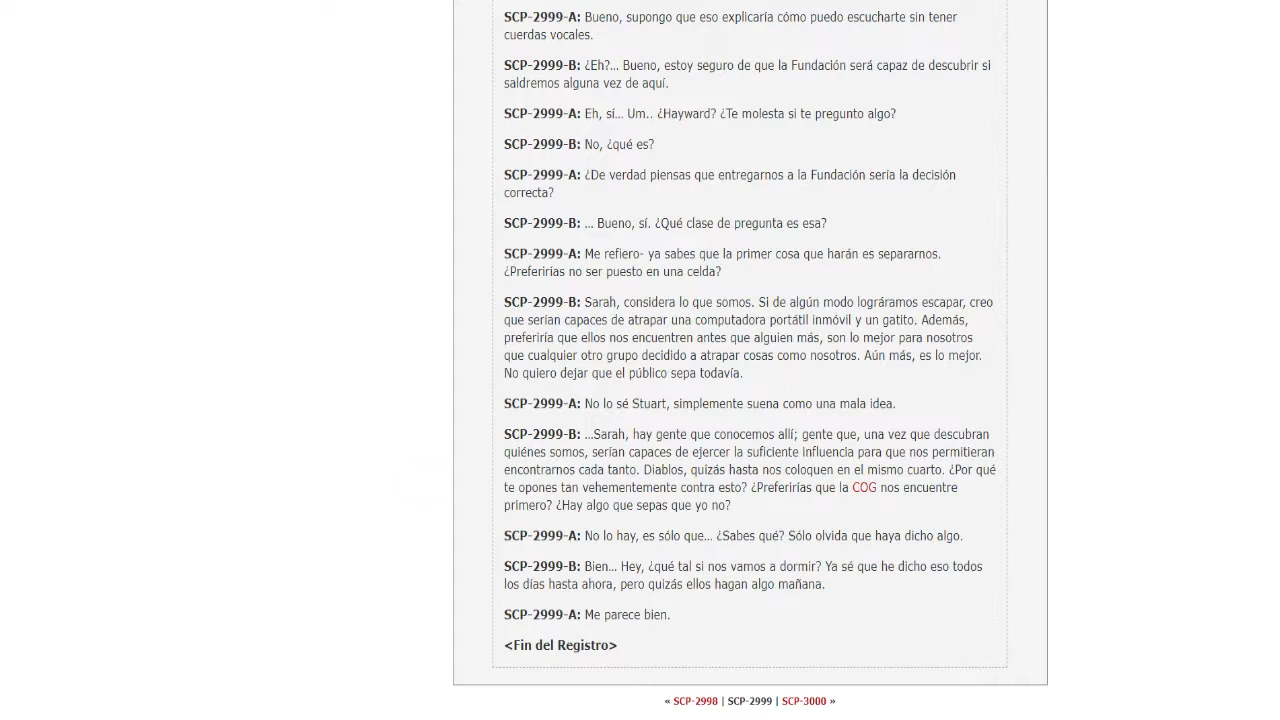 SCP-2999-A: Bueno, supongo que eso explicaría cómo puedo escucharte sin tener
cuerdas vocales.
SCP-2999-B: ¿Eh?... Bueno, estoy seguro de que la Fundación será capaz de descubrir si
saldremos alguna vez de aquí.
SCP-2999-A: Eh, sí... Um.. ¿Hayward? ¿Te molesta si te pregunto algo?
SCP-2999-B: No, ¿qué es?
SCP-2999-A: ¿De verdad piensas que entregarnos a la Fundación sería la decisión
correcta?
SCP-2999-B: ... Bueno, sí. ¿Qué clase de pregunta es esa?
SCP-2999-A: Me refiero- ya sabes que la primer cosa que harán es separarnos.
¿Preferirías no ser puesto en una celda?
SCP-2999-B: Sarah, considera lo que somos. Si de algún modo lográramos escapar, creo
que serían capaces de atrapar una computadora portátil inmóvil y un gatito. Además,
preferiría que ellos nos encuentren antes que alguien más, son lo mejor para nosotros
que cualquier otro grupo decidido a atrapar cosas como nosotros. Aún más, es lo mejor.
No quiero dejar que el público sepa todavía.
SCP-2999-A: No lo sé Stuart, simplemente suena como una mala idea.
SCP-2999-B: ...Sarah, hay gente que conocemos allí; gente que, una vez que descubran
quiénes somos, serían capaces de ejercer la suficiente influencia para que nos permitieran
encontrarnos cada tanto. Diablos, quizás hasta nos coloquen en el mismo cuarto. ¿Por qué
te opones tan vehementemente contra esto? ¿Preferirías que la COG nos encuentre
primero? ¿Hay algo que sepas que yo no?
SCP-2999-A: No lo hay, es sólo que... ¿Sabes qué? Sólo olvida que haya dicho algo.
SCP-2999-B: Bien... Hey, ¿qué tal si nos vamos a dormir? Ya sé que he dicho eso todos
los días hasta ahora, pero quizás ellos hagan algo mañana.
SCP-2999-A: Me parece bien.
<Fin del Registro>
« SCP-2998 | SCP-2999 | SCP-3000 »